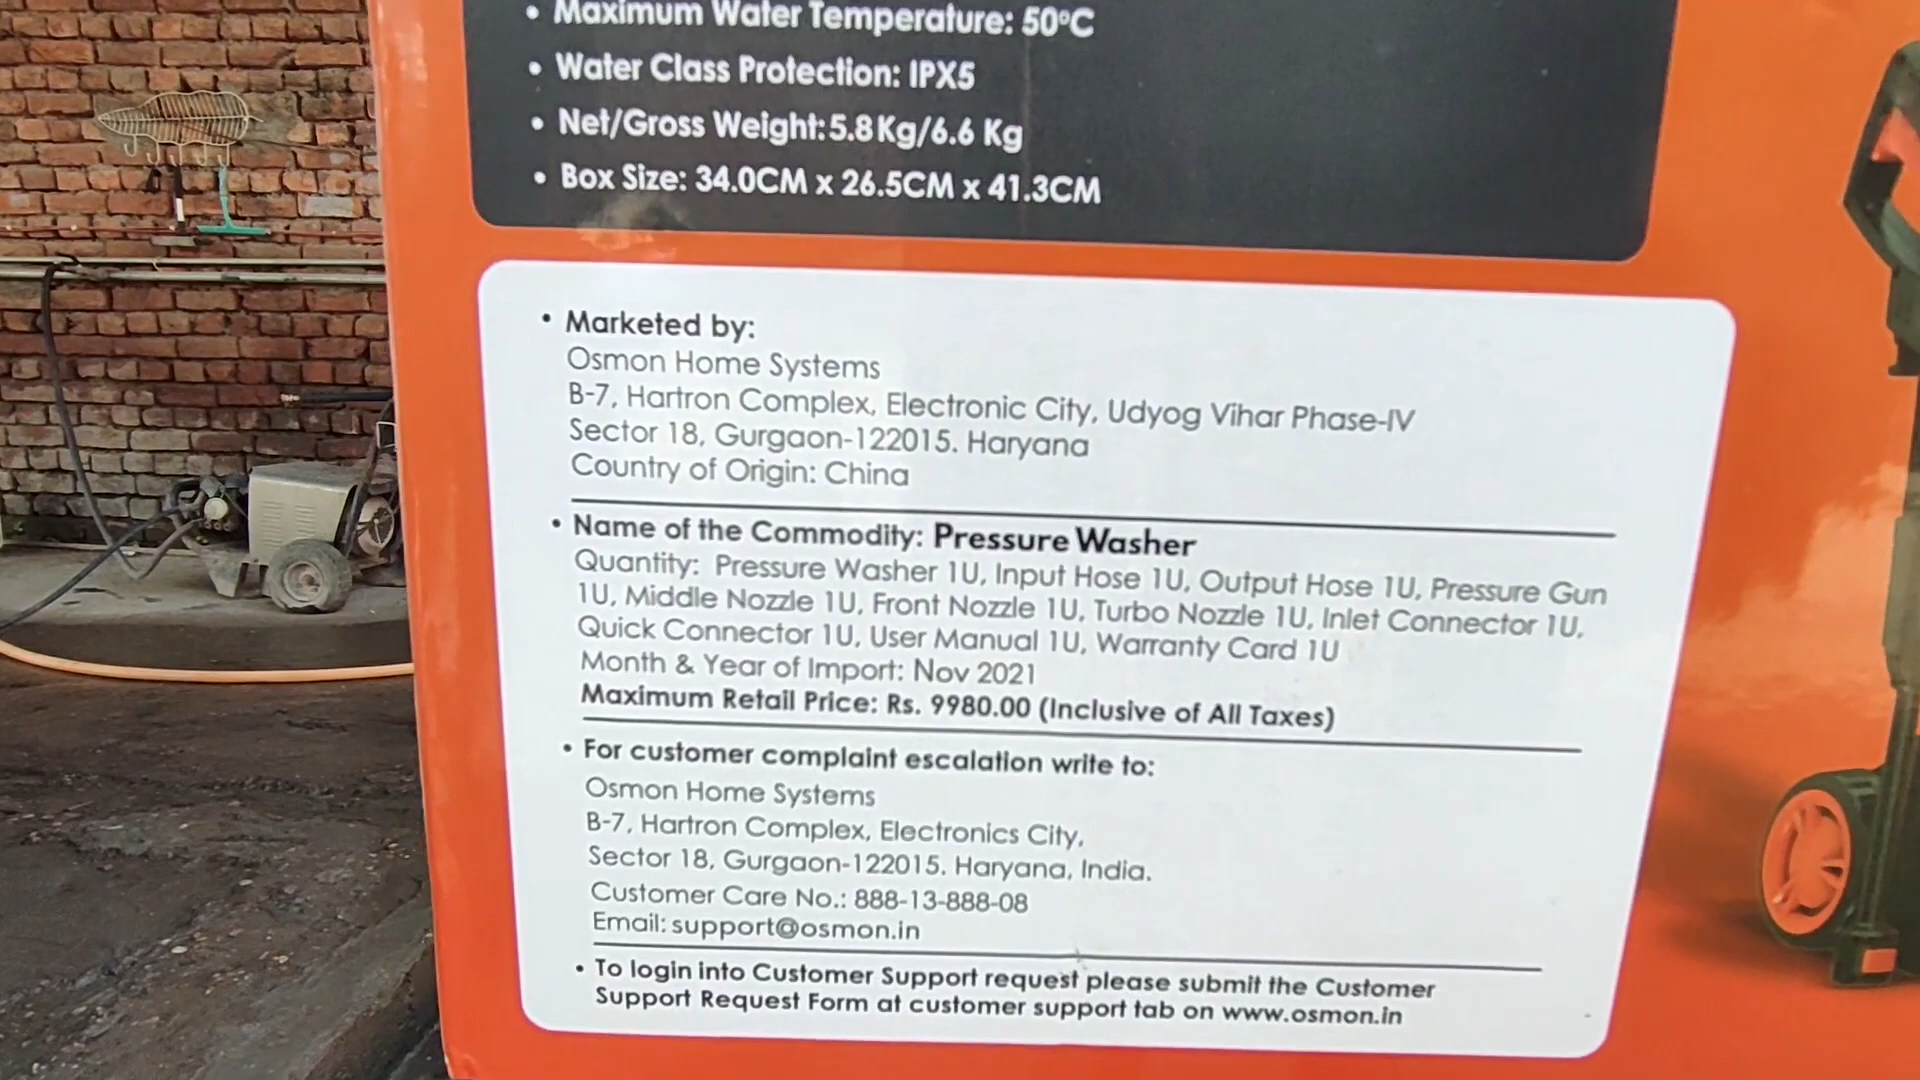 • Maximum Water Temperature: 50°C
• Water Class Protection: IPX5
• Net/Gross Weight:5.8Kg/6.6 Kg
• Box Size: 34.0CM x 26.5CM x 41.3CM
• Marketed by:
Osmon Home Systems
B-7, Hartron Complex, Electronic City, Udyog Vihar Phase-IV
Sector 18, Gurgaon-122015. Haryana
Country of Origin: China
• Name of the Commodity: Pressure Washer
Quantity: Pressure Washer 1U, Input Hose 1U, Output Hose 1U, Pressure Gun
1U, Middle Nozzle 1U, Front Nozzle 1U, Turbo Nozzle 1U, Inlet Connector 1U,
Quick Connector 1U, User Manual 1U, Warranty Card 1U
Month & Year of Import: Nov 2021
Maximum Retail Price: Rs. 9980.00 (Inclusive of All Taxes)
• For customer complaint escalation write to:
Osmon Home Systems
B-7, Hartron Complex, Electronics City,
Sector 18, Gurgaon-122015. Haryana, India.
Customer Care No.: 888-13-888-08
Email: support@osmon.in
• To login into Customer Support request please submit the Customer
Support Request Form at customer support tab on www.osmon.in